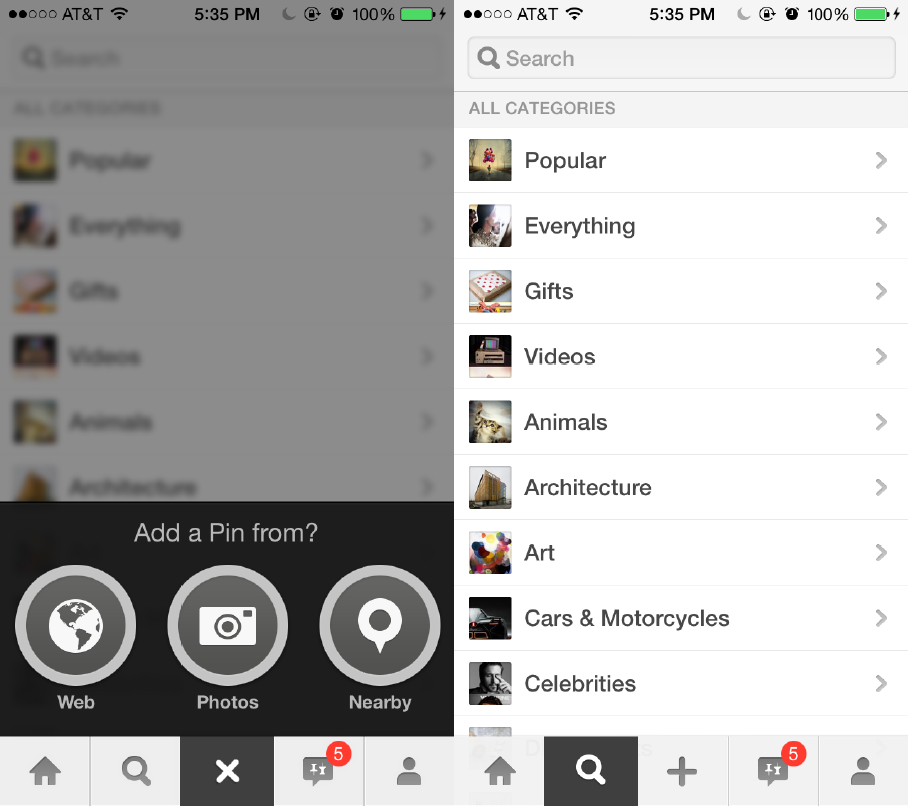 AT&T 5:35 PM 100%
Search
ALL CATEGORIES
Popular
Everything
Gifts
Videos
Animals
Architecture
Add a Pin from?
Web Photos Nearby
5
AT&T 5:35 PM 100%
Search
ALL CATEGORIES
Popular
Everything
Gifts
Videos
Animals
Architecture
Art
Cars & Motorcycles
Celebrities
5